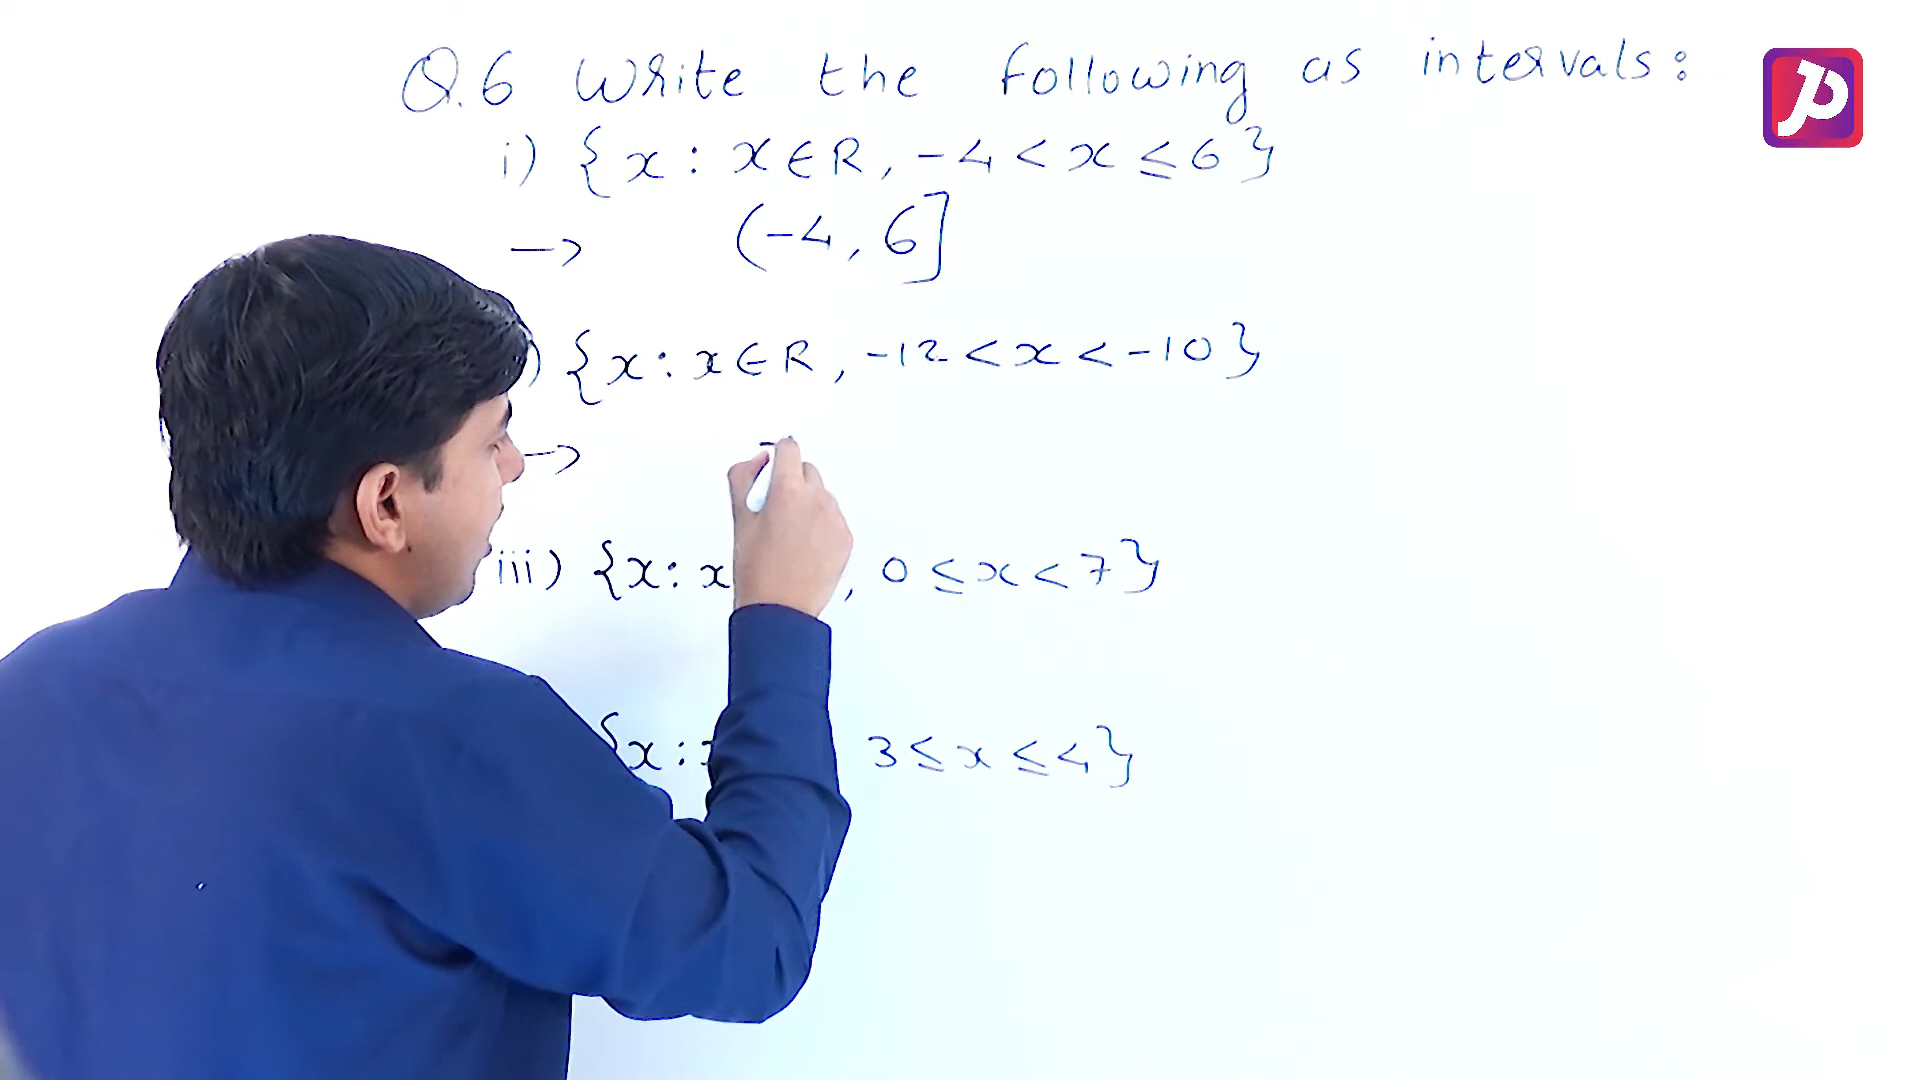 Q.6 Write the following as intervals:
i) {x : x ∈ R, -4 < x ≤ 6}
→ (-4, 6]
) {x : x ∈ R, -12 < x < -10}
→
iii) {x : x , 0 ≤ x < 7}
{x : 3 ≤ x ≤ 4}